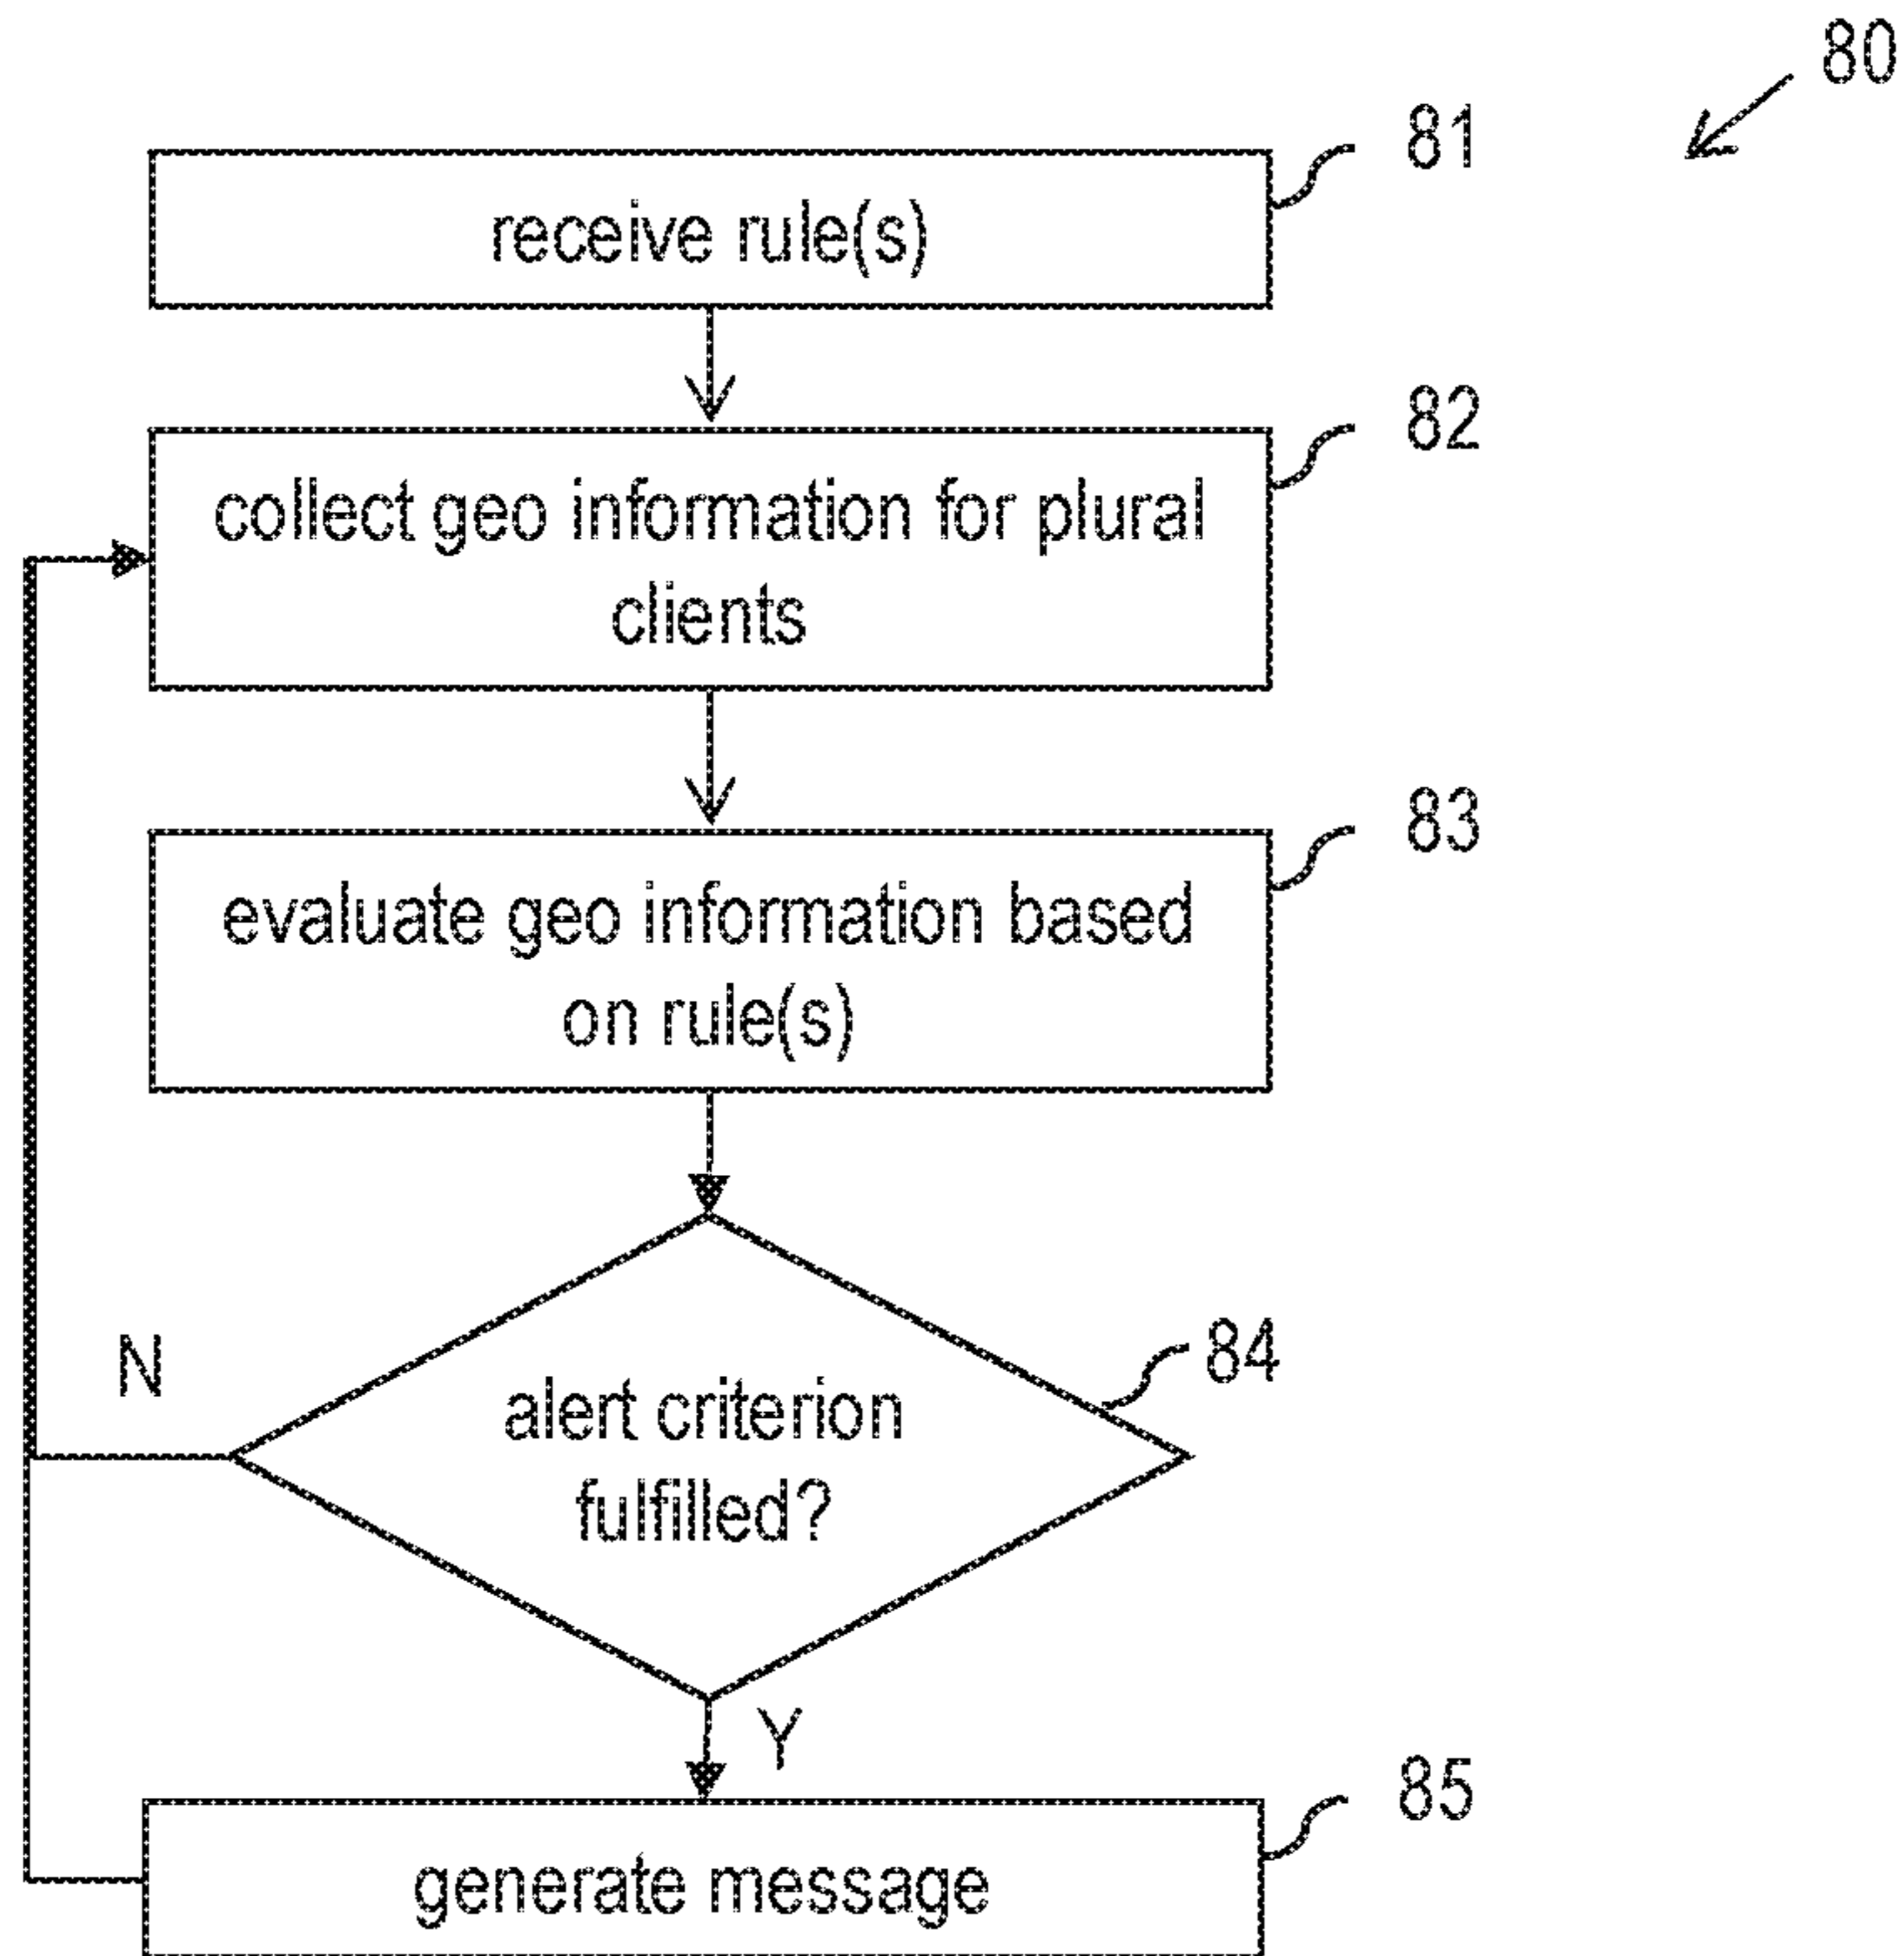 80
81
receive rule(s)
82
collect geo information for plural
clients
83
evaluate geo information based
on rule(s)
84
N
alert criterion
fulfilled?
Y
85
generate message